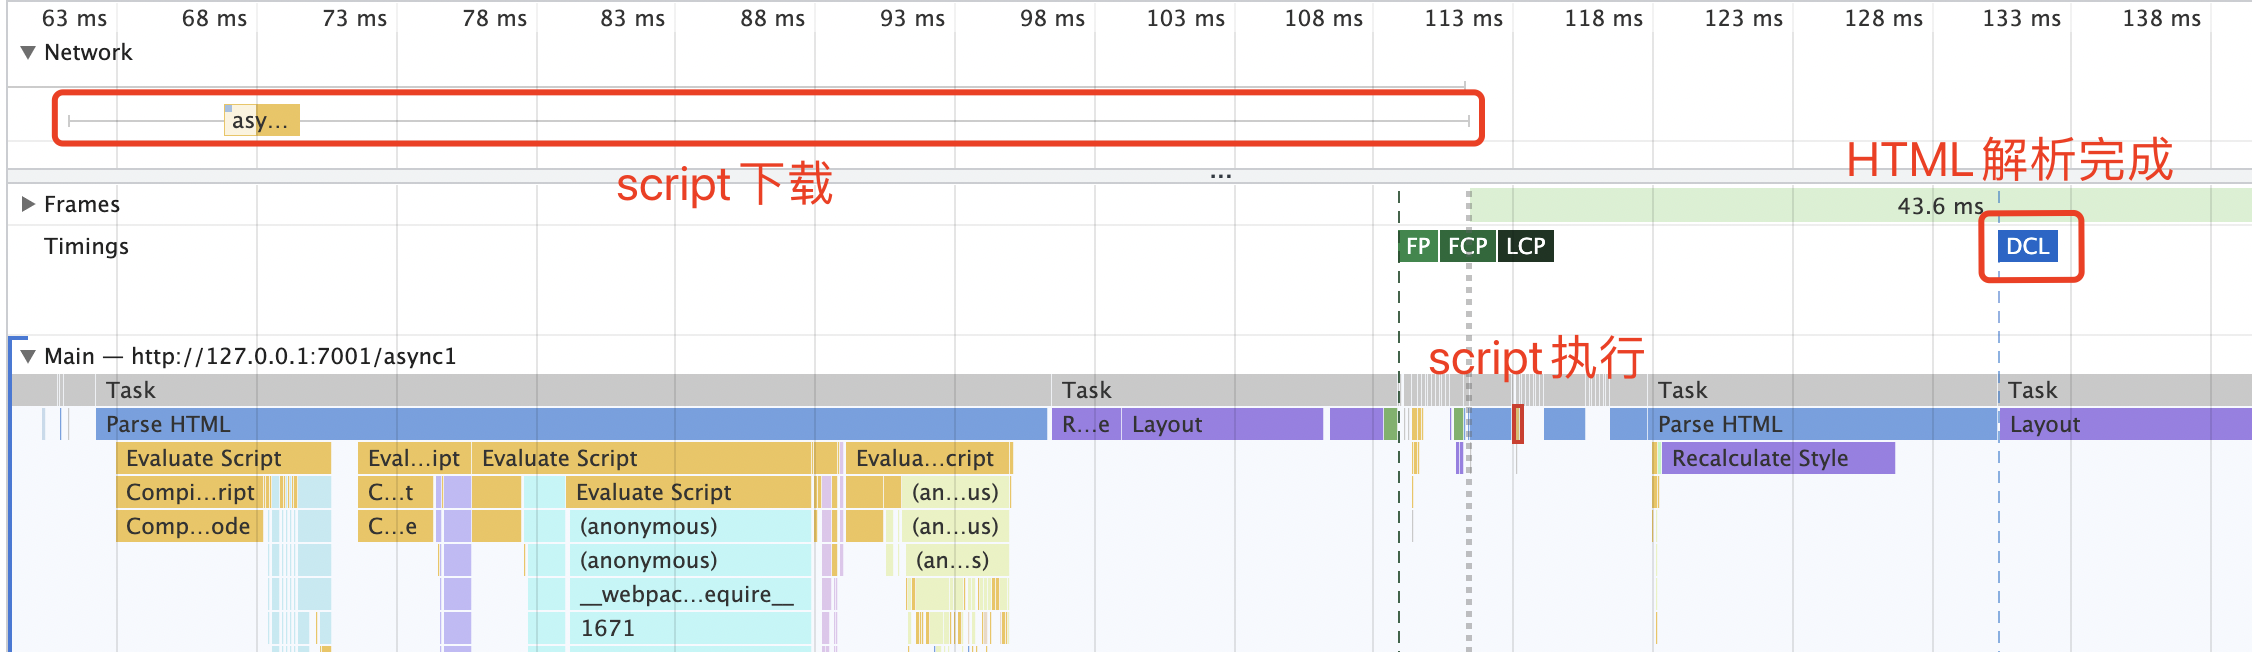 63 ms 68 ms 73 ms 78 ms 83 ms 88 ms 93 ms 98 ms 103 ms 108 ms 113 ms 118 ms 123 ms 128 ms 133 ms 138 ms
Network
asy...
script 下载
HTML 解析完成
...
Frames
43.6 ms
Timings
FP FCP LCP DCL
script 执行
Main — http://127.0.0.1:7001/async1
Task Task Task Task
Parse HTML R...e Layout Parse HTML Layout
Evaluate Script Eval...ipt Evaluate Script Evalua...cript Recalculate Style
Compi...ript C...t Evaluate Script (an...us)
Comp...ode C...e (anonymous) (an...us)
(anonymous) (an...s)
__webpac...equire__
1671